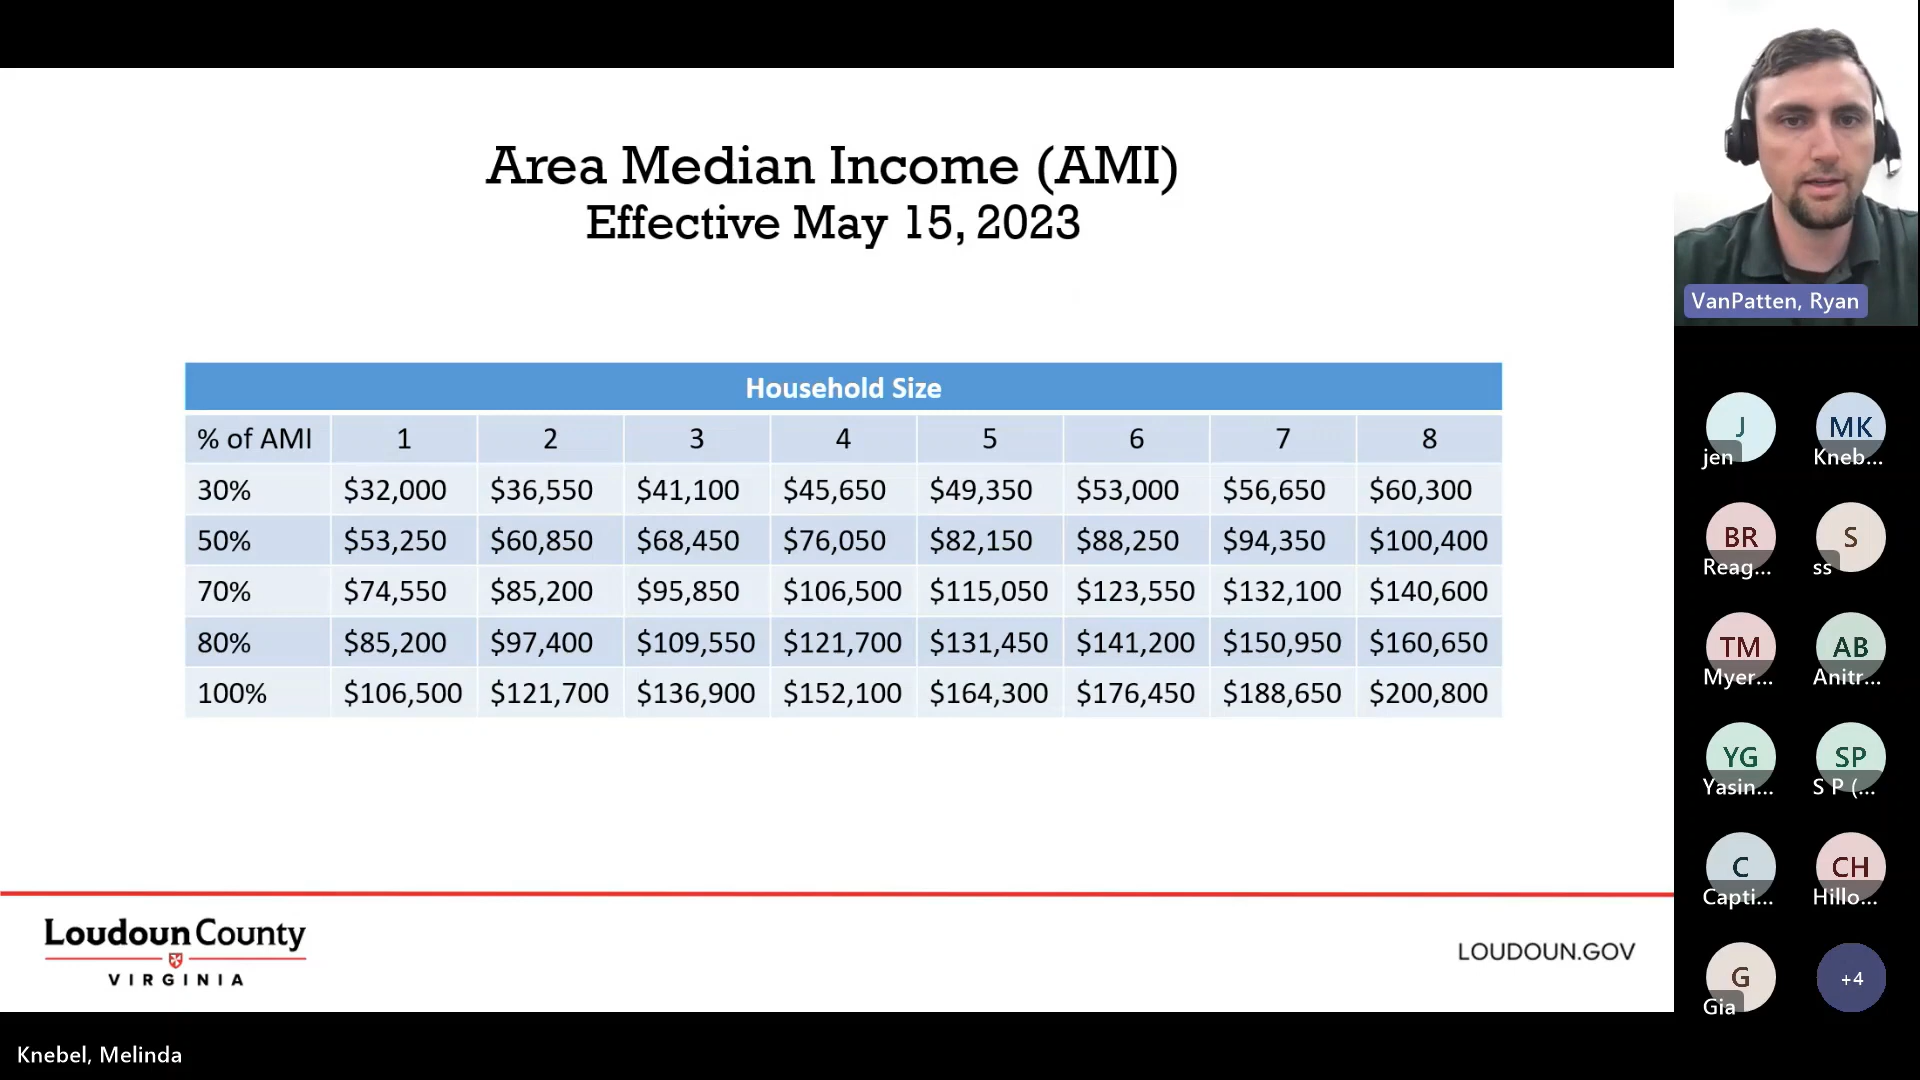 Area Median Income (AMI)
Effective May 15, 2023
Household Size
% of AMI 1 2 3 4 5 6 7 8
30% $32,000 $36,550 $41,100 $45,650 $49,350 $53,000 $56,650 $60,300
50% $53,250 $60,850 $68,450 $76,050 $82,150 $88,250 $94,350 $100,400
70% $74,550 $85,200 $95,850 $106,500 $115,050 $123,550 $132,100 $140,600
80% $85,200 $97,400 $109,550 $121,700 $131,450 $141,200 $150,950 $160,650
100% $106,500 $121,700 $136,900 $152,100 $164,300 $176,450 $188,650 $200,800
Loudoun County
VIRGINIA
LOUDOUN.GOV
Knebel, Melinda
VanPatten, Ryan
J MK
jen Kneb...
BR S
Reag... ss
TM AB
Myer... Anitr...
YG SP
Yasin... S P (...
C CH
Capti... Hillo...
G +4
Gia